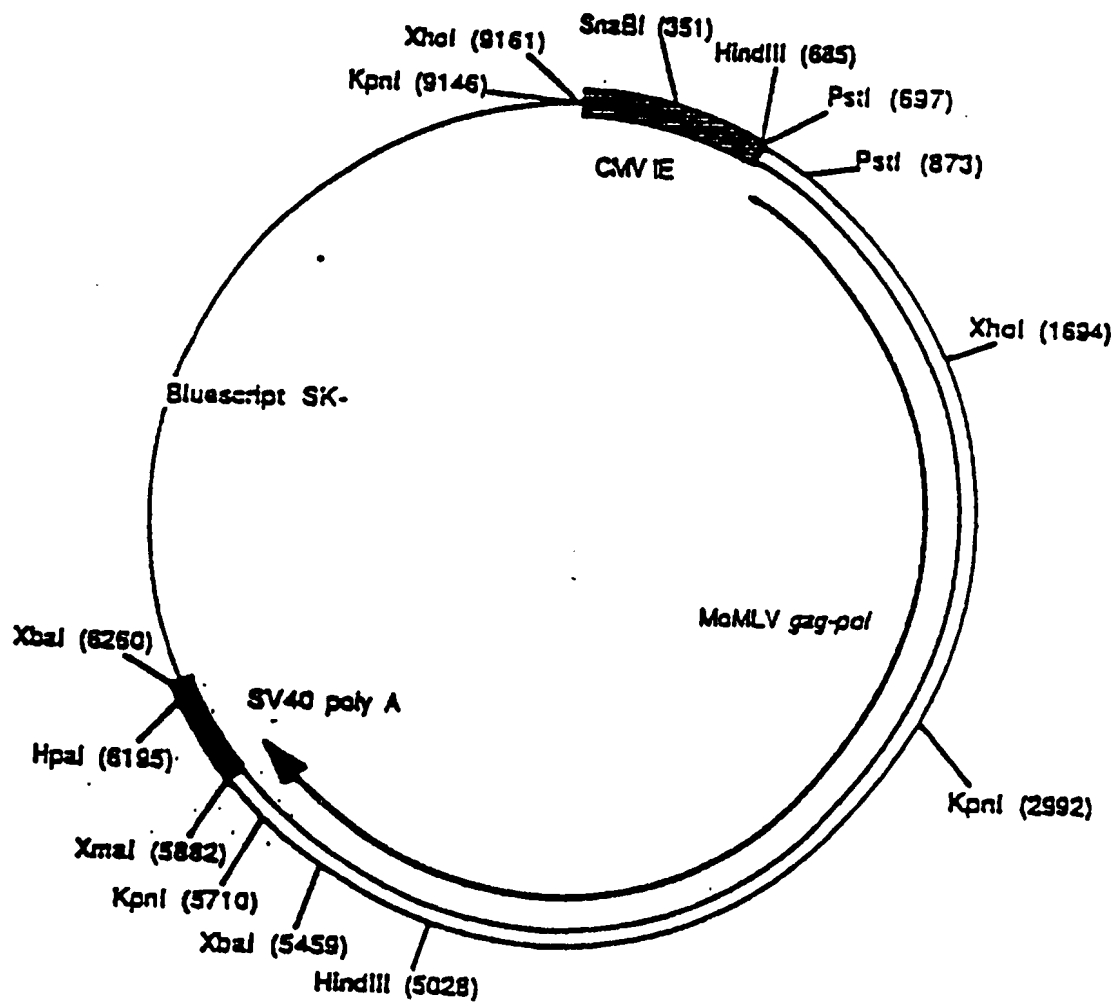 SnaBI (351)
XhoI (9161)
HindIII (685)
KpnI (9146)
PstI (697)
CMV IE
PstI (873)
XhoI (1694)
Bluescript SK-
MoMLV gag-pol
XbaI (6260)
SV40 poly A
HpaI (6195)
KpnI (2992)
XmaI (5882)
KpnI (5710)
XbaI (5459)
HindIII (5028)